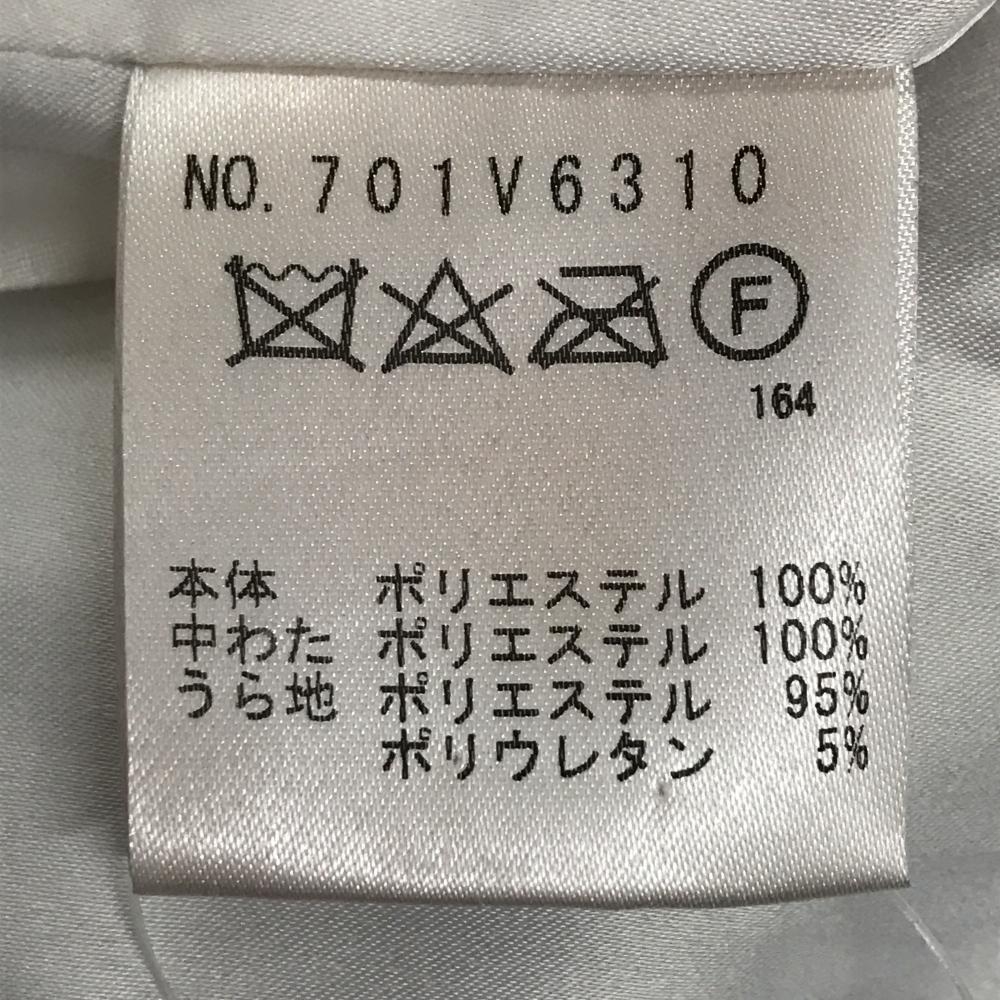 NO. 701V6310
F
164
本体 ポリエステル 100%
中わた ポリエステル 100%
うら地 ポリエステル 95%
ポリウレタン 5%